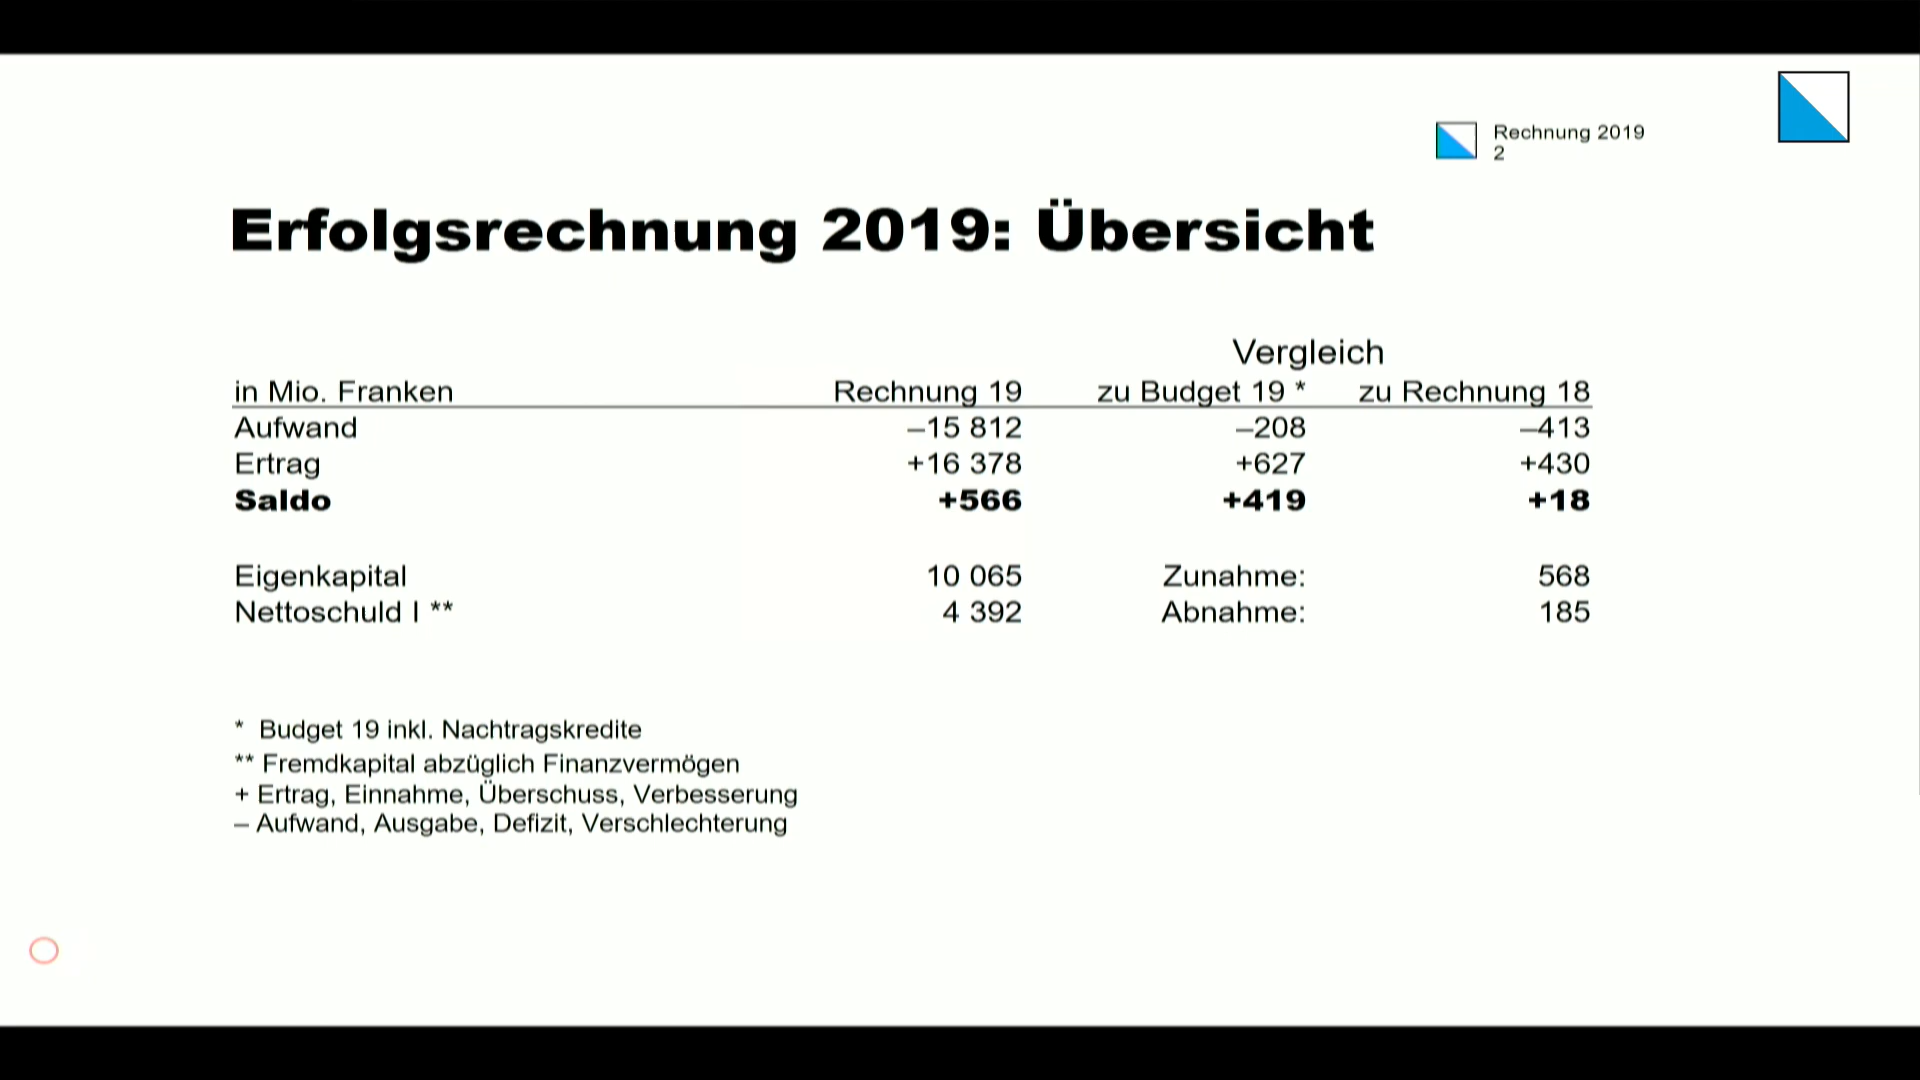 Rechnung 2019
2
Erfolgsrechnung 2019: Übersicht
Vergleich
in Mio. Franken Rechnung 19 zu Budget 19 * zu Rechnung 18
Aufwand –15 812 –208 –413
Ertrag +16 378 +627 +430
Saldo +566 +419 +18
Eigenkapital 10 065 Zunahme: 568
Nettoschuld I ** 4 392 Abnahme: 185
* Budget 19 inkl. Nachtragskredite
** Fremdkapital abzüglich Finanzvermögen
+ Ertrag, Einnahme, Überschuss, Verbesserung
– Aufwand, Ausgabe, Defizit, Verschlechterung